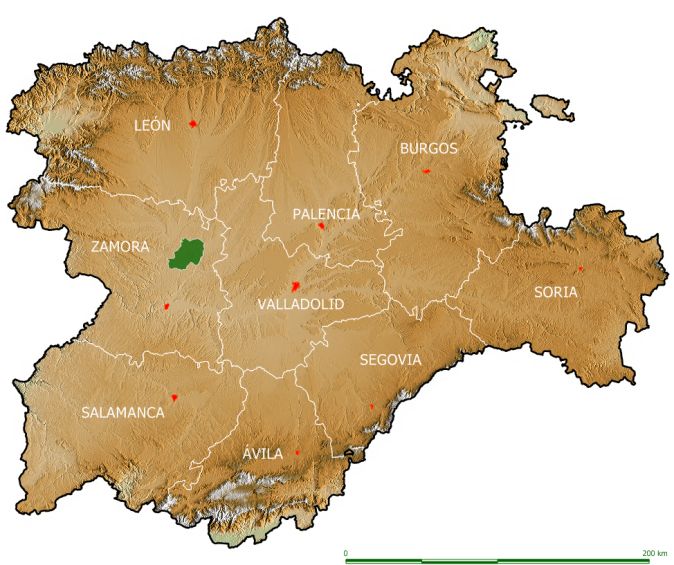 LEÓN
BURGOS
PALENCIA
ZAMORA
SORIA
VALLADOLID
SEGOVIA
SALAMANCA
ÁVILA
0
200 km